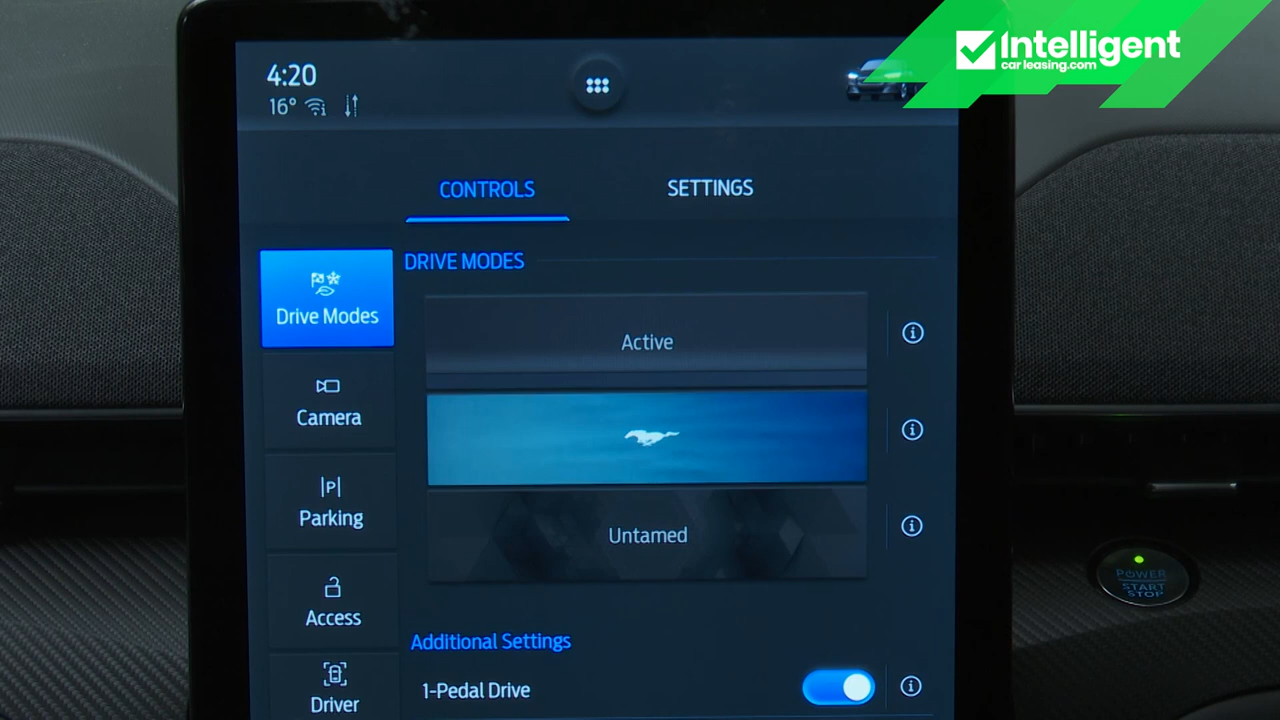 Intelligent
car leasing.com
4:20
16°
CONTROLS
SETTINGS
DRIVE MODES
Drive Modes
Active
Camera
P
Parking
Untamed
Access
Additional Settings
1-Pedal Drive
Driver
POWER
START
STOP